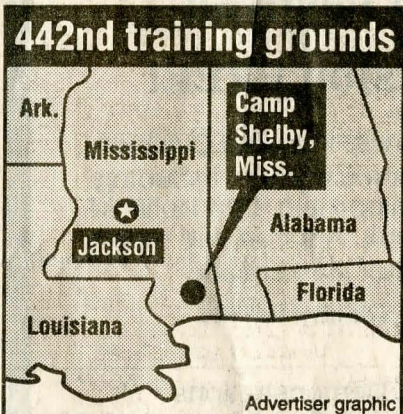 442nd training grounds
Ark.
Mississippi
Camp
Shelby,
Miss.
Jackson
Alabama
Florida
Louisiana
Advertiser graphic